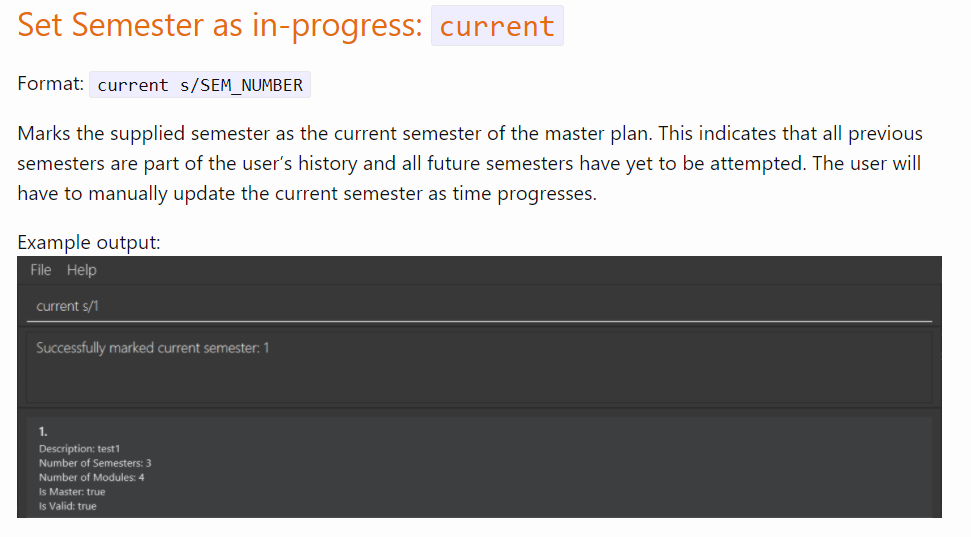 Set Semester as in-progress: current
Format: current s/SEM_NUMBER
Marks the supplied semester as the current semester of the master plan. This indicates that all previous
semesters are part of the user’s history and all future semesters have yet to be attempted. The user will
have to manually update the current semester as time progresses.
Example output:
File Help
current s/1
Successfully marked current semester: 1
1.
Description: test1
Number of Semesters: 3
Number of Modules: 4
Is Master: true
Is Valid: true